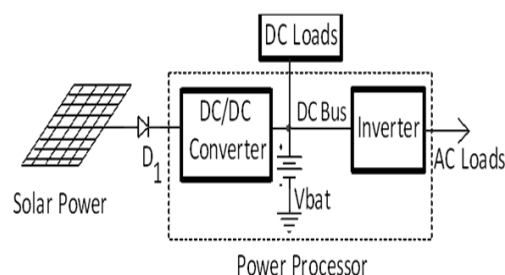 DC Loads
DC/DC
Converter
DC Bus
Inverter
D1
AC Loads
Vbat
Solar Power
Power Processor